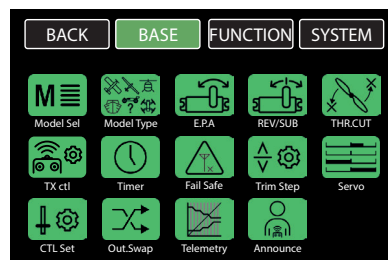 BACK BASE FUNCTION SYSTEM
M
Model Sel Model Type E.P.A REV/SUB THR.CUT
?
TX ctl Timer Fail Safe Trim Step Servo
CTL Set Out.Swap Telemetry Announce